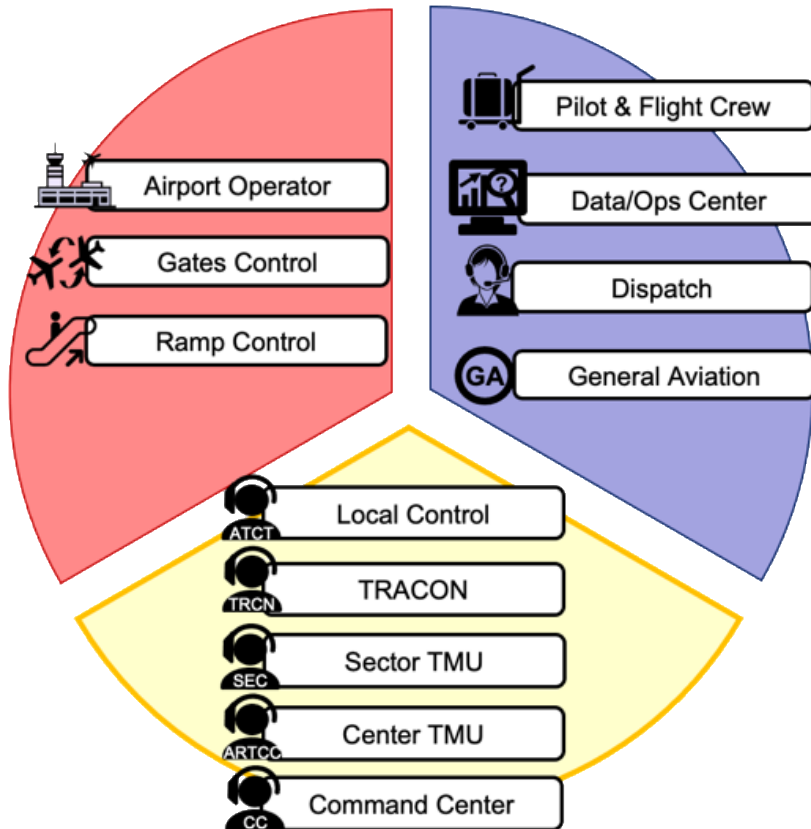 Airport Operator
Gates Control
Ramp Control
Pilot & Flight Crew
?
Data/Ops Center
Dispatch
GA
General Aviation
ATCT
Local Control
TRCN
TRACON
SEC
Sector TMU
ARTCC
Center TMU
CC
Command Center